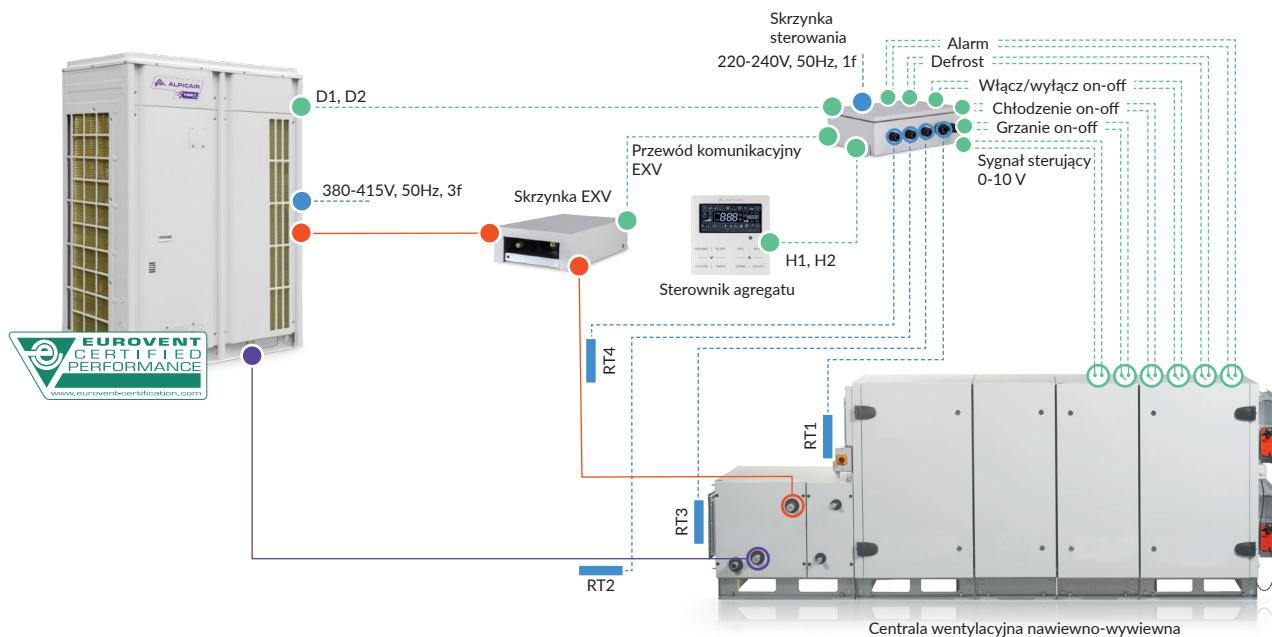 Skrzynka
sterowania
220-240V, 50Hz, 1f
Alarm
Defrost
Włącz/wyłącz on-off
Chłodzenie on-off
Grzanie on-off
Sygnał sterujący
0-10 V
ALPICAIR
D1, D2
Przewód komunikacyjny
EXV
380-415V, 50Hz, 3f
Skrzynka EXV
H1, H2
Sterownik agregatu
EUROVENT
CERTIFIED
PERFORMANCE
www.eurovent-certification.com
RT4
RT1
RT3
RT2
Centrala wentylacyjna nawiewno-wywiewna